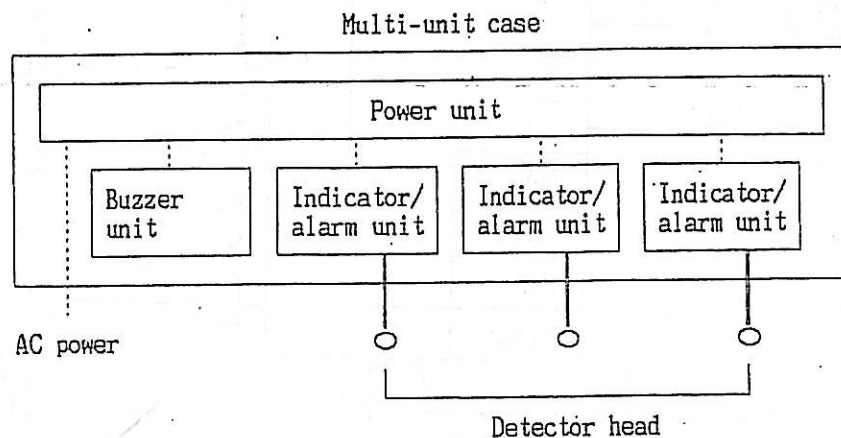 Multi-unit case
Power unit
Buzzer
unit
Indicator/
alarm unit
Indicator/
alarm unit
Indicator/
alarm unit
AC power
Detector head